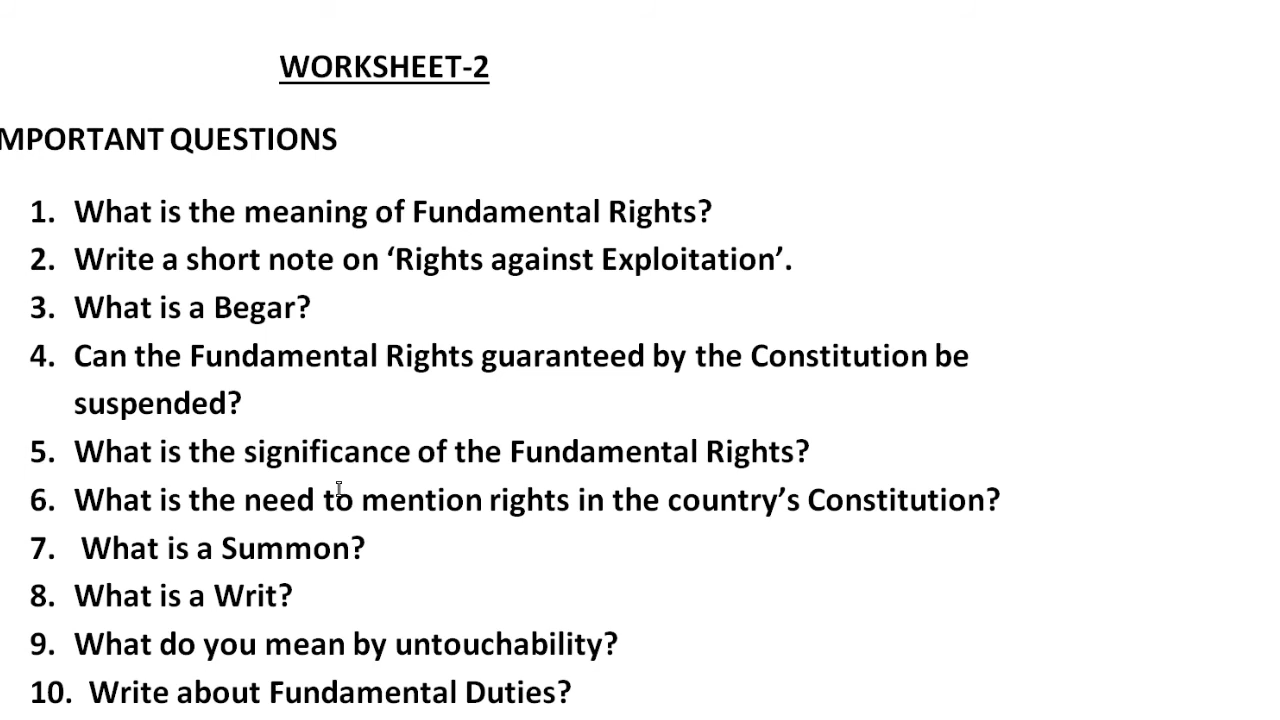 WORKSHEET-2
MPORTANT QUESTIONS
1. What is the meaning of Fundamental Rights?
2. Write a short note on ‘Rights against Exploitation’.
3. What is a Begar?
4. Can the Fundamental Rights guaranteed by the Constitution be
suspended?
5. What is the significance of the Fundamental Rights?
6. What is the need to mention rights in the country’s Constitution?
7. What is a Summon?
8. What is a Writ?
9. What do you mean by untouchability?
10. Write about Fundamental Duties?